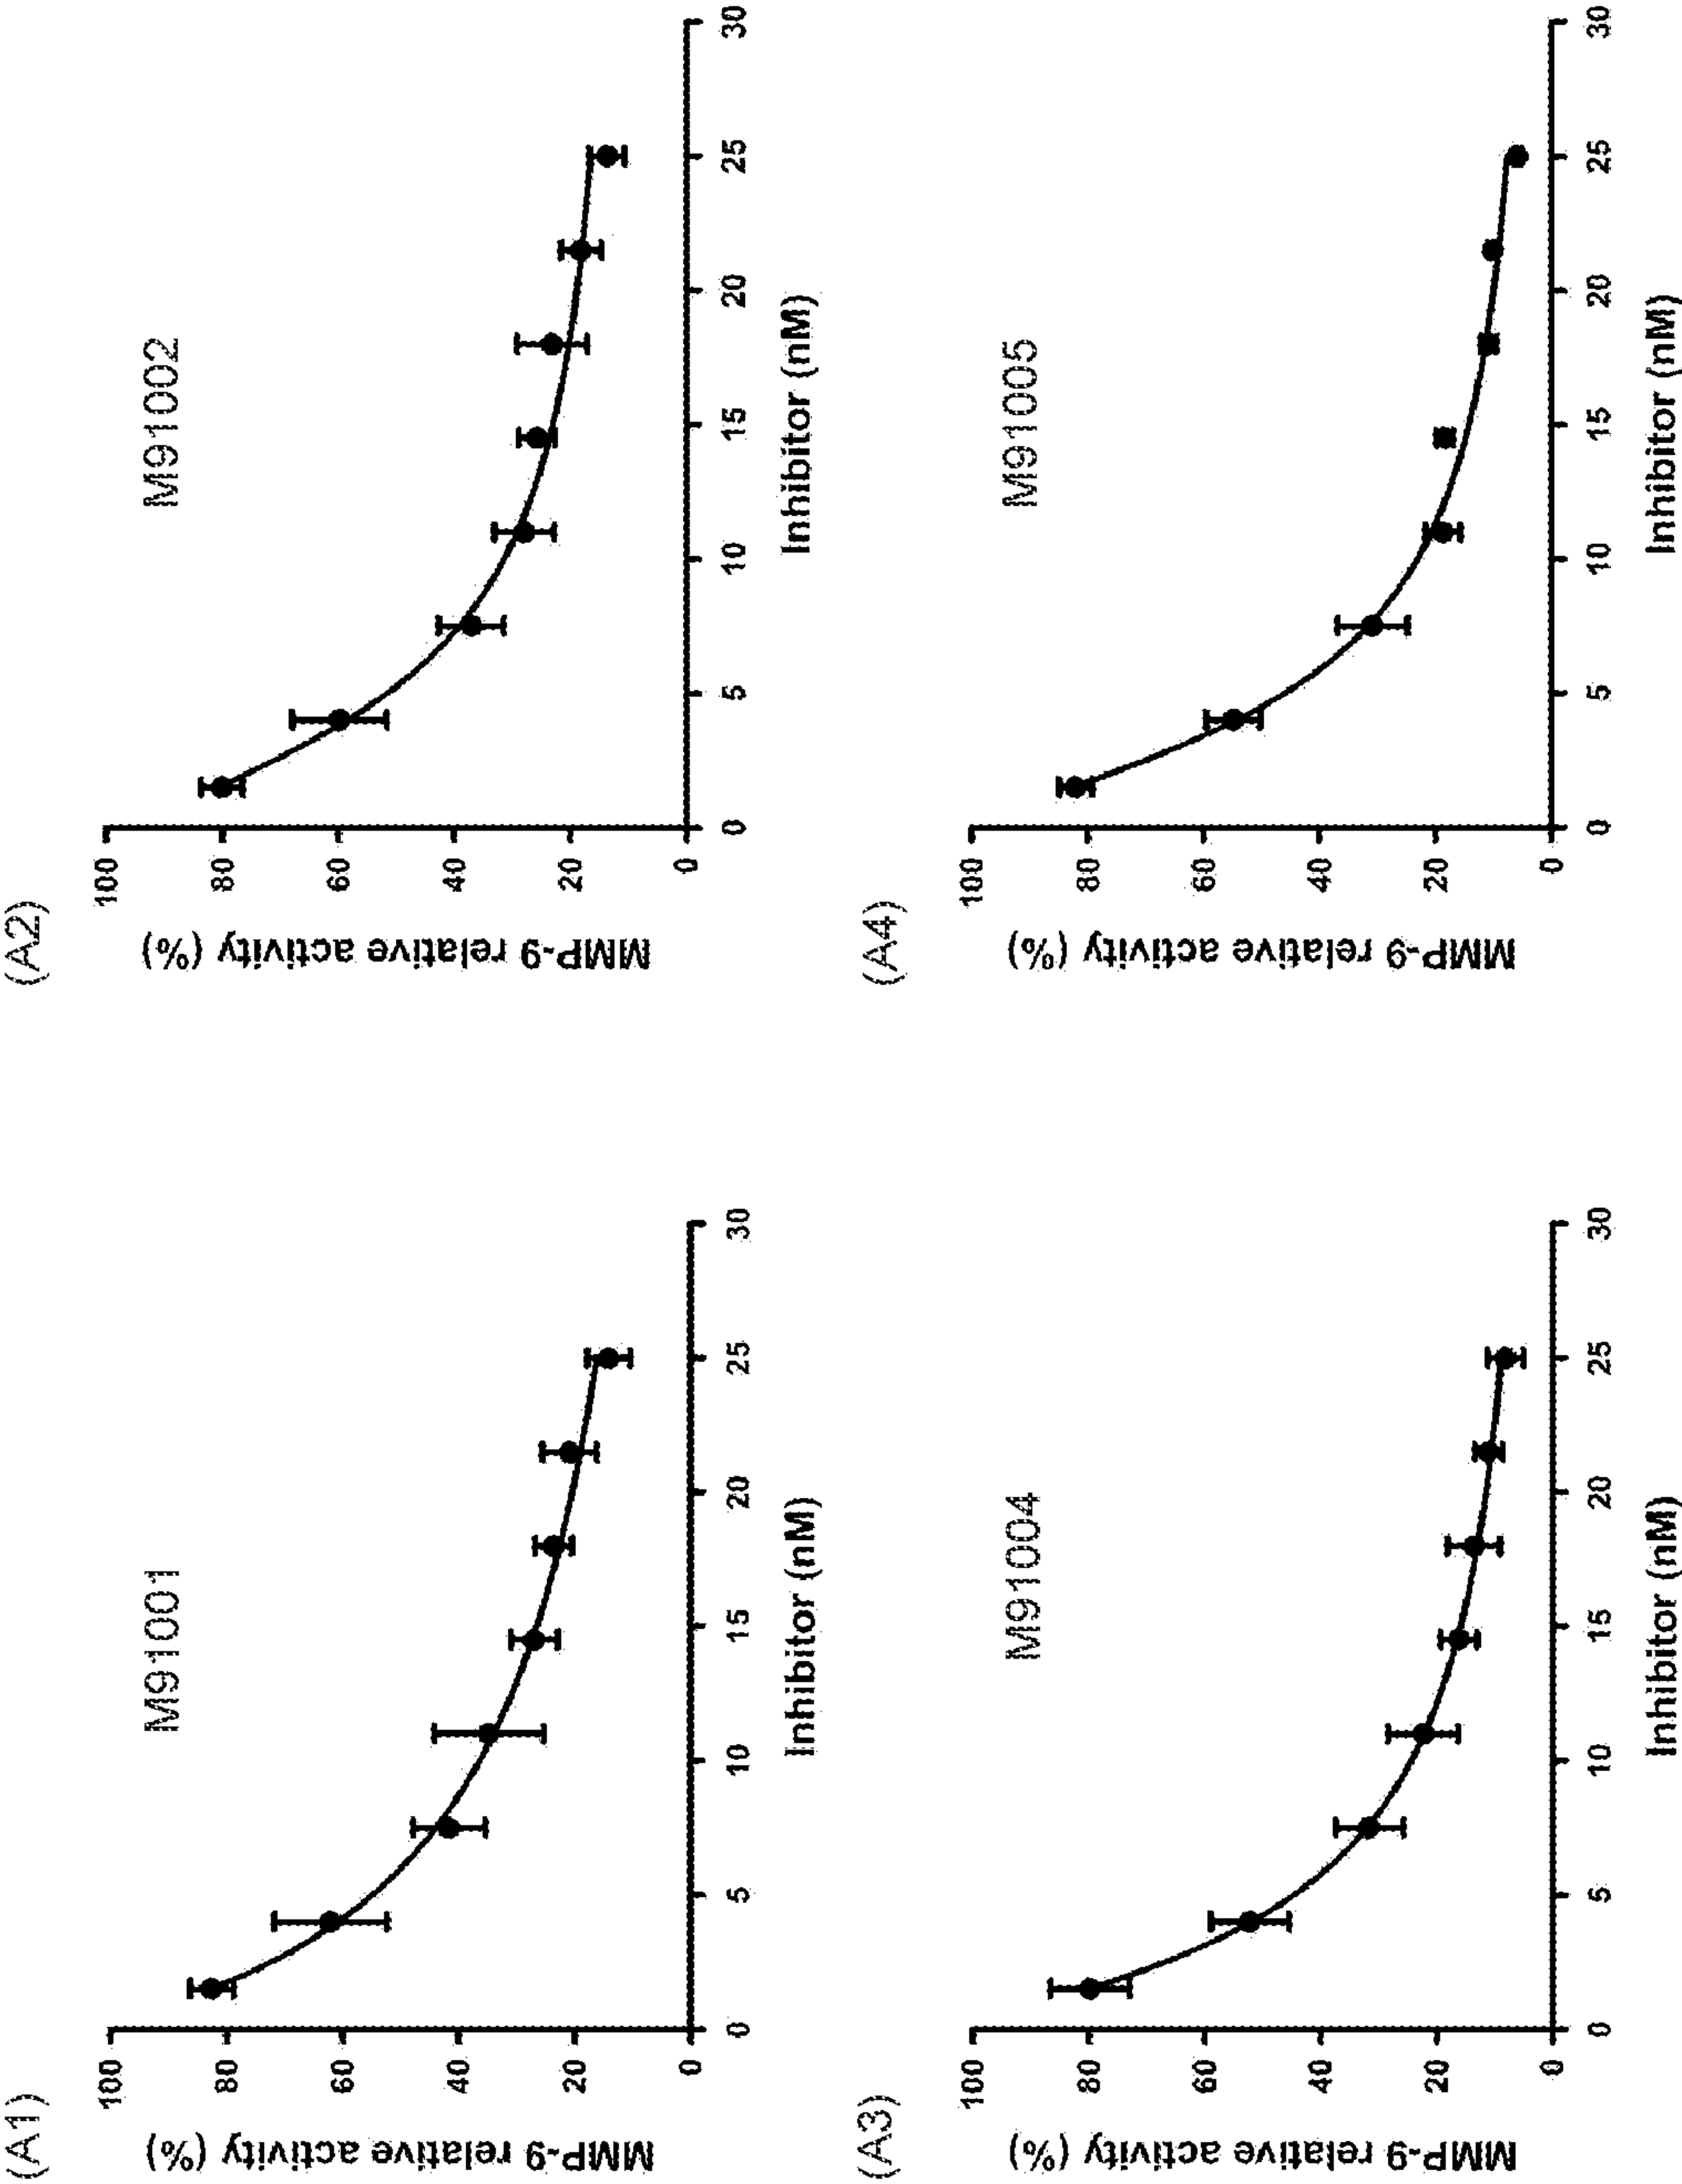 (A1)
M91001
MMP-9 relative activity (%)
100
80
60
40
20
0
0 5 10 15 20 25 30
Inhibitor (nM)
(A2)
M91002
MMP-9 relative activity (%)
100
80
60
40
20
0
0 5 10 15 20 25 30
Inhibitor (nM)
(A3)
M91004
MMP-9 relative activity (%)
100
80
60
40
20
0
0 5 10 15 20 25 30
Inhibitor (nM)
(A4)
M91005
MMP-9 relative activity (%)
100
80
60
40
20
0
0 5 10 15 20 25 30
Inhibitor (nM)